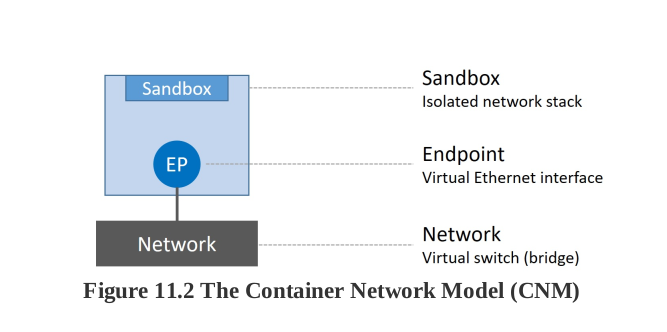 Sandbox
Sandbox
Isolated network stack
EP
Endpoint
Virtual Ethernet interface
Network
Network
Virtual switch (bridge)
Figure 11.2 The Container Network Model (CNM)